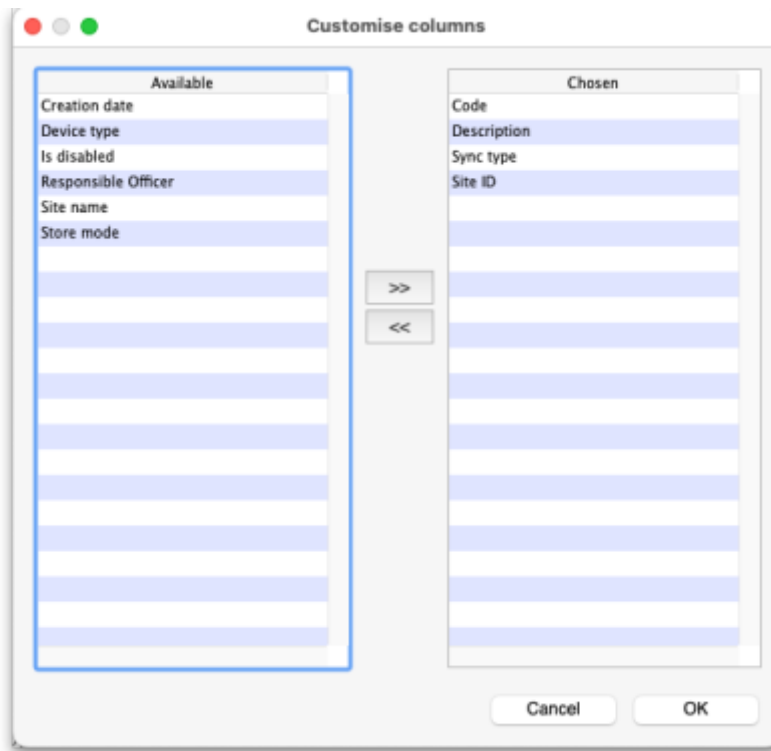 Customise columns
Available
Creation date
Device type
Is disabled
Responsible Officer
Site name
Store mode
>>
<<
Chosen
Code
Description
Sync type
Site ID
Cancel
OK